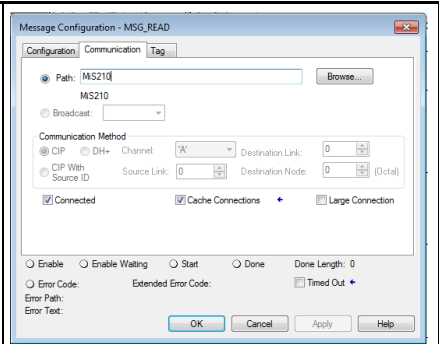 Message Configuration - MSG_READ
Configuration Communication Tag
Path: MiS210 Browse...
MiS210
Broadcast:
Communication Method
CIP DH+ Channel: 'A' Destination Link: 0
CIP With Source ID Source Link: 0 Destination Node: 0 (Octal)
Connected Cache Connections Large Connection
Enable Enable Waiting Start Done Done Length: 0
Error Code: Extended Error Code: Timed Out
Error Path:
Error Text:
OK Cancel Apply Help